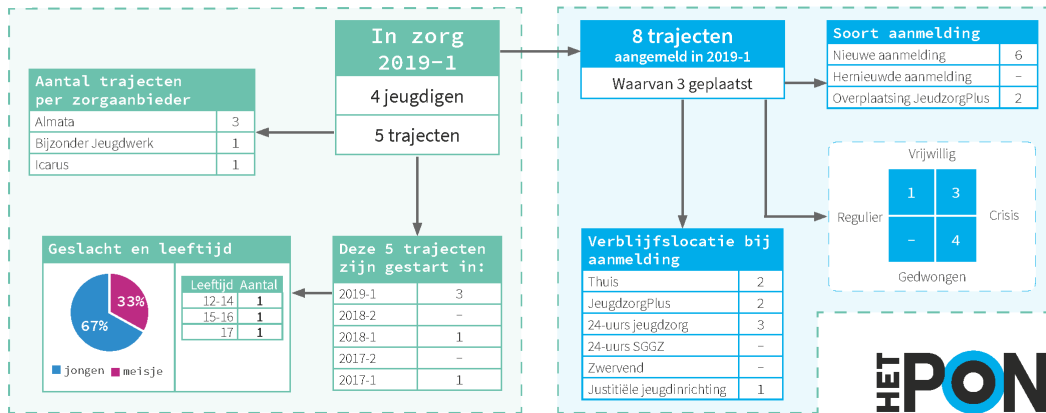 In zorg
2019-1
4 jeugdigen
5 trajecten
Aantal trajecten
per zorgaanbieder
Almata 3
Bijzonder Jeugdwerk 1
Icarus 1
Geslacht en leeftijd
33%
67%
jongen meisje
Leeftijd Aantal
12-14 1
15-16 1
17 1
Deze 5 trajecten
zijn gestart in:
2019-1 3
2018-2 -
2018-1 1
2017-2 -
2017-1 1
8 trajecten
aangemeld in 2019-1
Waarvan 3 geplaatst
Soort aanmelding
Nieuwe aanmelding 6
Hernieuwde aanmelding -
Overplaatsing JeudzorgPlus 2
Vrijwillig
1 3
Regulier Crisis
- 4
Gedwongen
Verblijfslocatie bij
aanmelding
Thuis 2
JeugdzorgPlus 2
24-uurs jeugdzorg 3
24-uurs SGGZ -
Zwervend -
Justitiële jeugdinrichting 1
HET PON